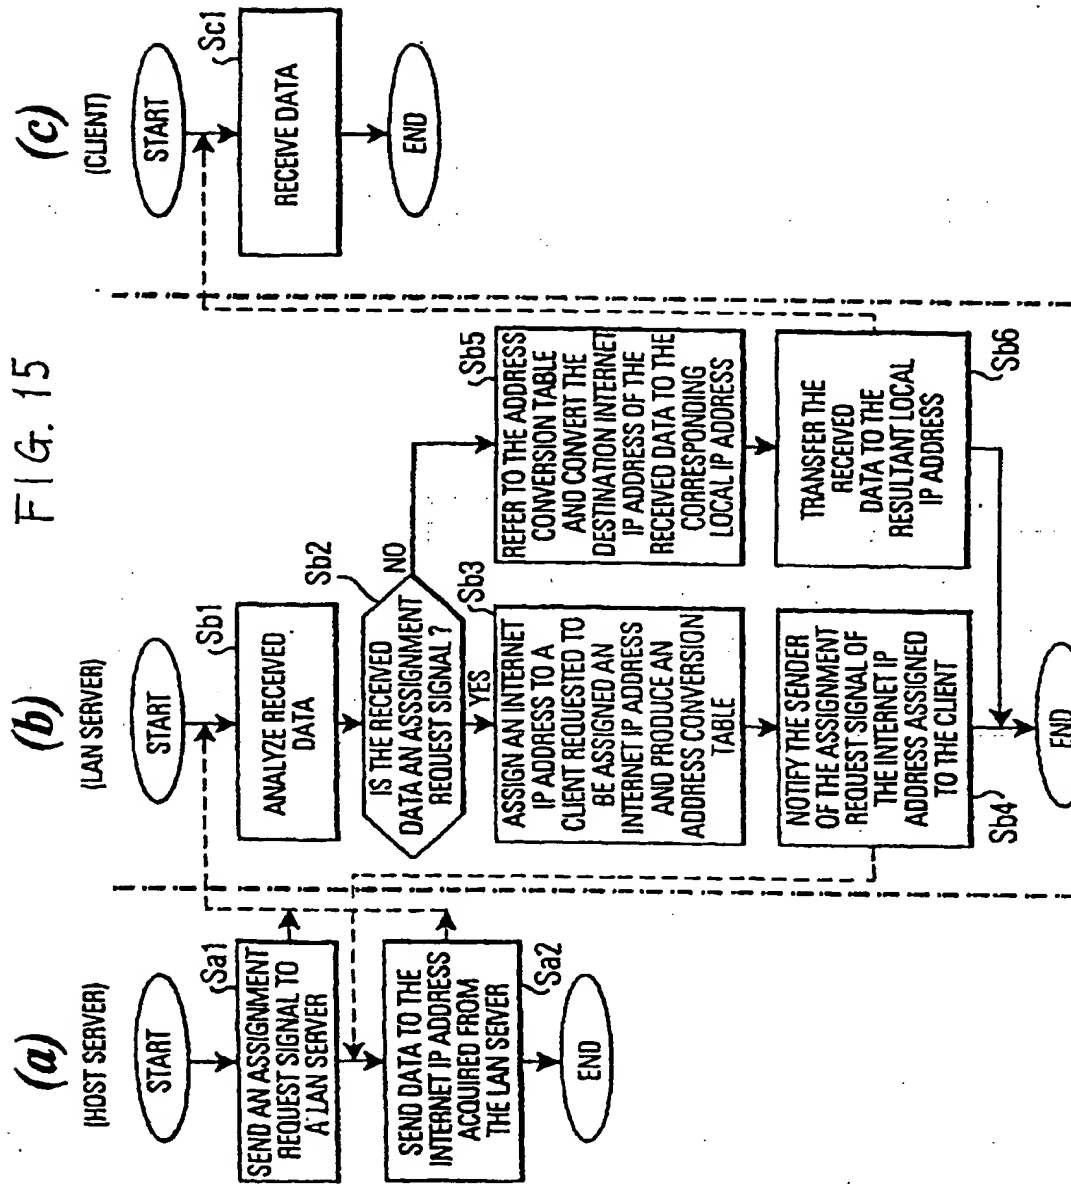 FIG. 15
(a)
(HOST SERVER)
START
SEND AN ASSIGNMENT
REQUEST SIGNAL TO
A LAN SERVER
Sa1
SEND DATA TO THE
INTERNET IP ADDRESS
ACQUIRED FROM
THE LAN SERVER
Sa2
END
(b)
(LAN SERVER)
START
Sb1
ANALYZE RECEIVED
DATA
Sb2
IS THE RECEIVED
DATA AN ASSIGNMENT
REQUEST SIGNAL ?
NO
YES
Sb3
ASSIGN AN INTERNET
IP ADDRESS TO A
CLIENT REQUESTED TO
BE ASSIGNED AN
INTERNET IP ADDRESS
AND PRODUCE AN
ADDRESS CONVERSION
TABLE
NOTIFY THE SENDER
OF THE ASSIGNMENT
REQUEST SIGNAL OF
THE INTERNET IP
ADDRESS ASSIGNED
TO THE CLIENT
Sb4
Sb5
REFER TO THE ADDRESS
CONVERSION TABLE
AND CONVERT THE
DESTINATION INTERNET
IP ADDRESS OF THE
RECEIVED DATA TO THE
CORRESPONDING
LOCAL IP ADDRESS
TRANSFER THE
RECEIVED
DATA TO THE
RESULTANT LOCAL
IP ADDRESS
Sb6
END
(c)
(CLIENT)
START
Sc1
RECEIVE DATA
END